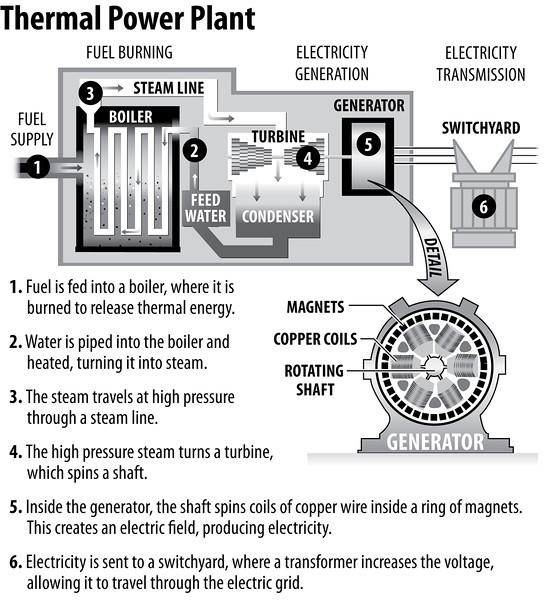 Thermal Power Plant
FUEL BURNING
ELECTRICITY
GENERATION
ELECTRICITY
TRANSMISSION
3
STEAM LINE
GENERATOR
FUEL
SUPPLY
BOILER
TURBINE
SWITCHYARD
1
2
4
5
6
FEED
WATER
CONDENSER
DETAIL
MAGNETS
COPPER COILS
ROTATING
SHAFT
GENERATOR
1. Fuel is fed into a boiler, where it is
burned to release thermal energy.
2. Water is piped into the boiler and
heated, turning it into steam.
3. The steam travels at high pressure
through a steam line.
4. The high pressure steam turns a turbine,
which spins a shaft.
5. Inside the generator, the shaft spins coils of copper wire inside a ring of magnets.
This creates an electric field, producing electricity.
6. Electricity is sent to a switchyard, where a transformer increases the voltage,
allowing it to travel through the electric grid.